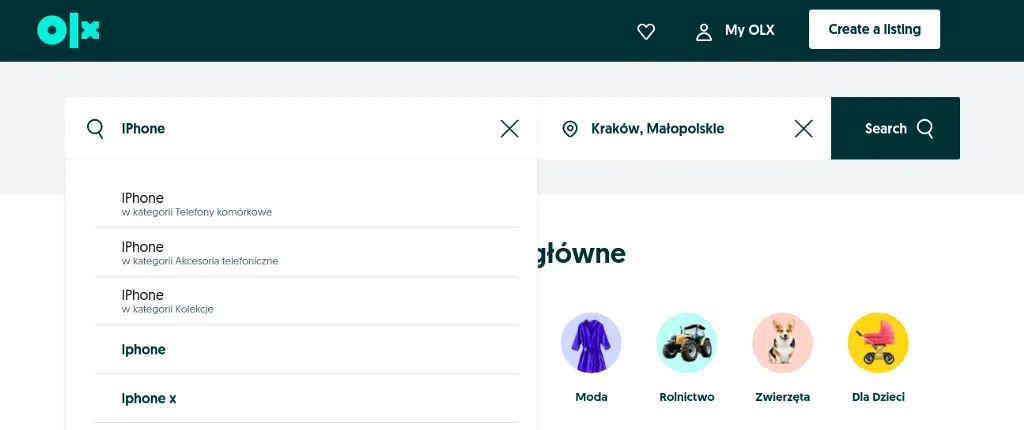 olx
My OLX
Create a listing
IPhone
Kraków, Małopolskie
Search
IPhone
w kategorii Telefony komórkowe
IPhone
w kategorii Akcesoria telefoniczne
IPhone
w kategorii Kolekcje
Iphone
Iphone x
główne
Moda
Rolnictwo
Zwierzęta
Dla Dzieci